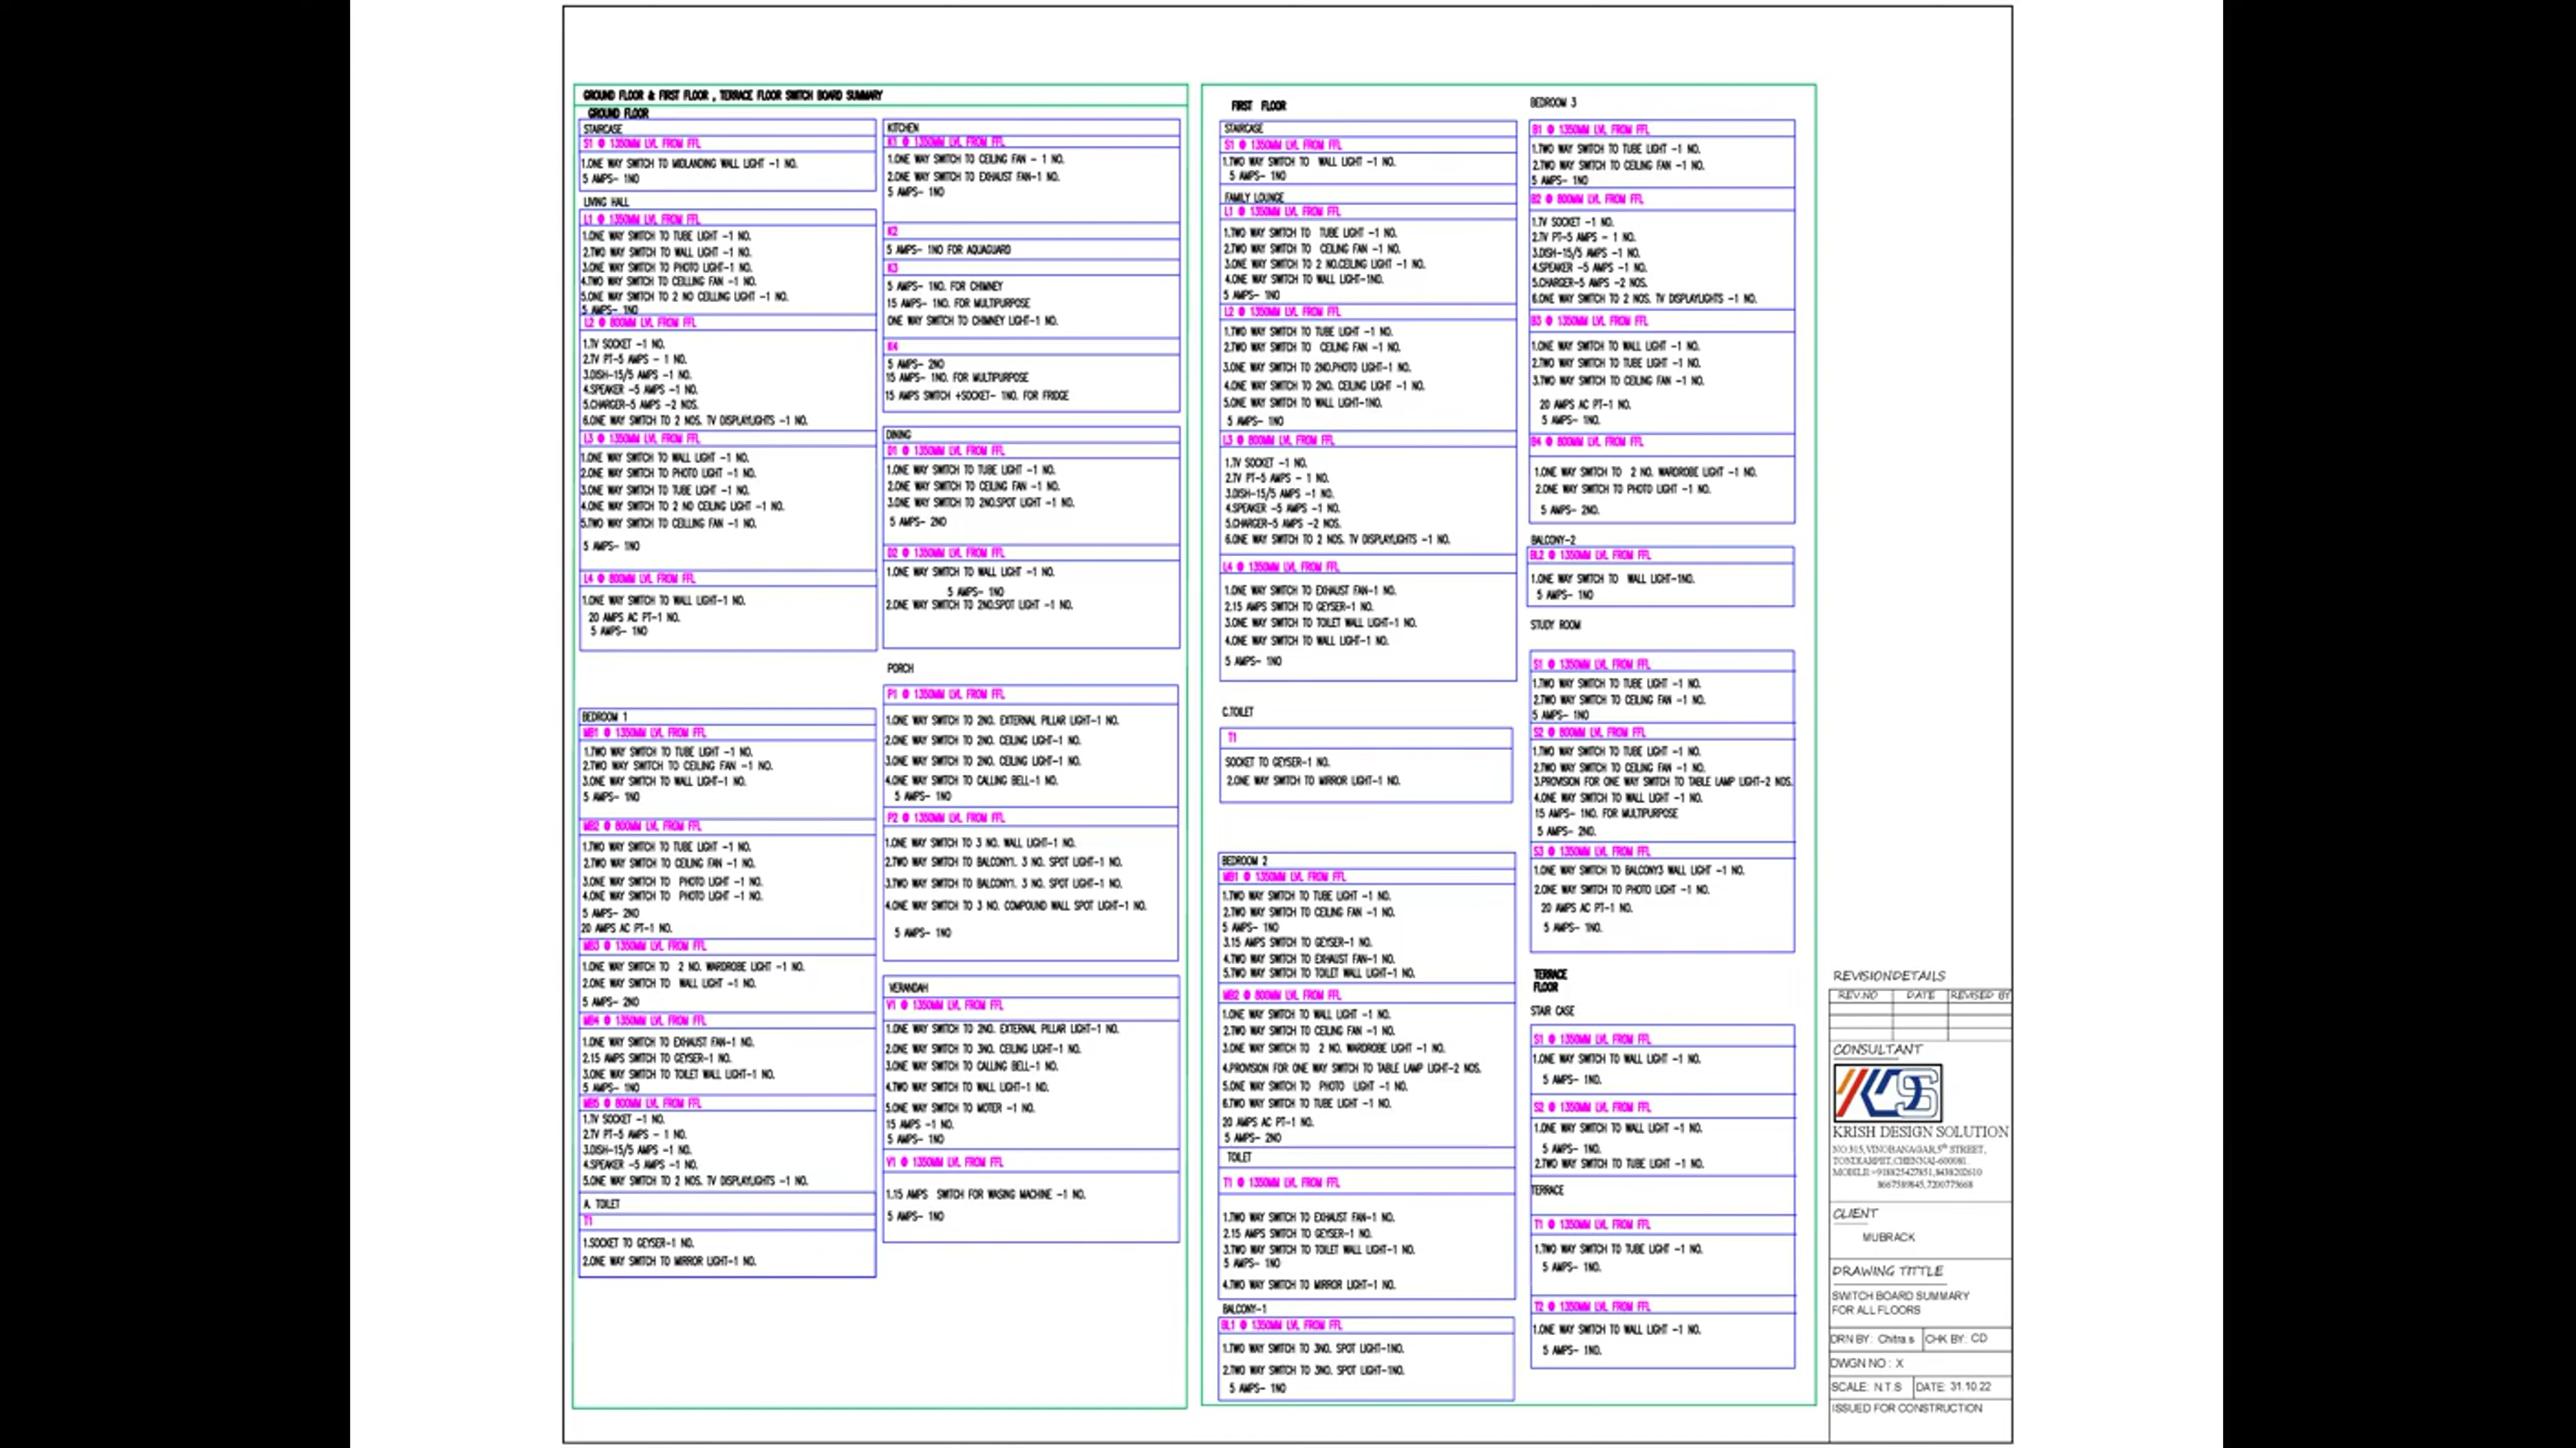 GROUND FLOOR & FIRST FLOOR , TERRACE FLOOR SWITCH BOARD SUMMARY
GROUND FLOOR
STAIRCASE
S1 @ 1350MM LVL FROM FFL
1.ONE WAY SWITCH TO MIDLANDING WALL LIGHT -1 NO.
5 AMPS- 1NO
LIVING HALL
L1 @ 1350MM LVL FROM FFL
1.ONE WAY SWITCH TO TUBE LIGHT -1 NO.
2.TWO WAY SWITCH TO WALL LIGHT -1 NO.
3.ONE WAY SWITCH TO PHOTO LIGHT-1 NO.
4.TWO WAY SWITCH TO CEILLING FAN -1 NO.
5.ONE WAY SWITCH TO 2 NO CEILLING LIGHT -1 NO.
5 AMPS- 1NO
L2 @ 800MM LVL FROM FFL
1.TV SOCKET -1 NO.
2.TV PT-5 AMPS - 1 NO.
3.DISH-15/5 AMPS -1 NO.
4.SPEAKER -5 AMPS -1 NO.
5.CHARGER-5 AMPS -2 NOS.
6.ONE WAY SWITCH TO 2 NOS. TV DISPLAYLIGHTS -1 NO.
L3 @ 1350MM LVL FROM FFL
1.ONE WAY SWITCH TO WALL LIGHT -1 NO.
2.ONE WAY SWITCH TO PHOTO LIGHT -1 NO.
3.ONE WAY SWITCH TO TUBE LIGHT -1 NO.
4.ONE WAY SWITCH TO 2 NO CEILING LIGHT -1 NO.
5.TWO WAY SWITCH TO CEILLING FAN -1 NO.
5 AMPS- 1NO
L4 @ 800MM LVL FROM FFL
1.ONE WAY SWITCH TO WALL LIGHT-1 NO.
20 AMPS AC PT-1 NO.
5 AMPS- 1NO
BEDROOM 1
MB1 @ 1350MM LVL FROM FFL
1.TWO WAY SWITCH TO TUBE LIGHT -1 NO.
2.TWO WAY SWITCH TO CEILING FAN -1 NO.
3.ONE WAY SWITCH TO WALL LIGHT-1 NO.
5 AMPS- 1NO
MB2 @ 800MM LVL FROM FFL
1.TWO WAY SWITCH TO TUBE LIGHT -1 NO.
2.TWO WAY SWITCH TO CEILING FAN -1 NO.
3.ONE WAY SWITCH TO PHOTO LIGHT -1 NO.
4.ONE WAY SWITCH TO PHOTO LIGHT -1 NO.
5 AMPS- 2NO
20 AMPS AC PT-1 NO.
MB3 @ 1350MM LVL FROM FFL
1.ONE WAY SWITCH TO 2 NO. WARDROBE LIGHT -1 NO.
2.ONE WAY SWITCH TO WALL LIGHT -1 NO.
5 AMPS- 2NO
MB4 @ 1350MM LVL FROM FFL
1.ONE WAY SWITCH TO EXHAUST FAN-1 NO.
2.15 AMPS SWITCH TO GEYSER-1 NO.
3.ONE WAY SWITCH TO TOILET WALL LIGHT-1 NO.
5 AMPS- 1NO
MB5 @ 800MM LVL FROM FFL
1.TV SOCKET -1 NO.
2.TV PT-5 AMPS - 1 NO.
3.DISH-15/5 AMPS -1 NO.
4.SPEAKER -5 AMPS -1 NO.
5.ONE WAY SWITCH TO 2 NOS. TV DISPLAYLIGHTS -1 NO.
A. TOILET
T1
1.SOCKET TO GEYSER-1 NO.
2.ONE WAY SWITCH TO MIRROR LIGHT-1 NO.
KITCHEN
K1 @ 1350MM LVL FROM FFL
1.ONE WAY SWITCH TO CEILING FAN - 1 NO.
2.ONE WAY SWITCH TO EXHAUST FAN-1 NO.
5 AMPS- 1NO
K2
5 AMPS- 1NO FOR AQUAGUARD
K3
5 AMPS- 1NO. FOR CHIMNEY
15 AMPS- 1NO. FOR MULTIPURPOSE
ONE WAY SWITCH TO CHIMNEY LIGHT-1 NO.
K4
5 AMPS- 2NO
15 AMPS- 1NO. FOR MULTIPURPOSE
15 AMPS SWITCH +SOCKET- 1NO. FOR FRIDGE
DINING
D1 @ 1350MM LVL FROM FFL
1.ONE WAY SWITCH TO TUBE LIGHT -1 NO.
2.ONE WAY SWITCH TO CEILING FAN -1 NO.
3.ONE WAY SWITCH TO 2NO.SPOT LIGHT -1 NO.
5 AMPS- 2NO
D2 @ 1350MM LVL FROM FFL
1.ONE WAY SWITCH TO WALL LIGHT -1 NO.
5 AMPS- 1NO
2.ONE WAY SWITCH TO 2NO.SPOT LIGHT -1 NO.
PORCH
P1 @ 1350MM LVL FROM FFL
1.ONE WAY SWITCH TO 2NO. EXTERNAL PILLAR LIGHT-1 NO.
2.ONE WAY SWITCH TO 2NO. CEILING LIGHT-1 NO.
3.ONE WAY SWITCH TO 2NO. CEILING LIGHT-1 NO.
4.ONE WAY SWITCH TO CALLING BELL-1 NO.
5 AMPS- 1NO
P2 @ 1350MM LVL FROM FFL
1.ONE WAY SWITCH TO 3 NO. WALL LIGHT-1 NO.
2.TWO WAY SWITCH TO BALCONY1. 3 NO. SPOT LIGHT-1 NO.
3.TWO WAY SWITCH TO BALCONY1. 3 NO. SPOT LIGHT-1 NO.
4.ONE WAY SWITCH TO 3 NO. COMPOUND WALL SPOT LIGHT-1 NO.
5 AMPS- 1NO
VERANDAH
V1 @ 1350MM LVL FROM FFL
1.ONE WAY SWITCH TO 2NO. EXTERNAL PILLAR LIGHT-1 NO.
2.ONE WAY SWITCH TO 3NO. CEILING LIGHT-1 NO.
3.ONE WAY SWITCH TO CALLING BELL-1 NO.
4.TWO WAY SWITCH TO WALL LIGHT-1 NO.
5.ONE WAY SWITCH TO MOTER -1 NO.
15 AMPS -1 NO.
5 AMPS- 1NO
V1 @ 1350MM LVL FROM FFL
1.15 AMPS SWITCH FOR WASING MACHINE -1 NO.
5 AMPS- 1NO
FIRST FLOOR
STAIRCASE
S1 @ 1350MM LVL FROM FFL
1.TWO WAY SWITCH TO WALL LIGHT -1 NO.
5 AMPS- 1NO
FAMILY LOUNGE
L1 @ 1350MM LVL FROM FFL
1.TWO WAY SWITCH TO TUBE LIGHT -1 NO.
2.TWO WAY SWITCH TO CEILING FAN -1 NO.
3.ONE WAY SWITCH TO 2 NO.CEILING LIGHT -1 NO.
4.ONE WAY SWITCH TO WALL LIGHT-1NO.
5 AMPS- 1NO
L2 @ 1350MM LVL FROM FFL
1.TWO WAY SWITCH TO TUBE LIGHT -1 NO.
2.TWO WAY SWITCH TO CEILING FAN -1 NO.
3.ONE WAY SWITCH TO 2NO.PHOTO LIGHT-1 NO.
4.ONE WAY SWITCH TO 2NO. CEILING LIGHT -1 NO.
5.ONE WAY SWITCH TO WALL LIGHT-1NO.
5 AMPS- 1NO
L3 @ 800MM LVL FROM FFL
1.TV SOCKET -1 NO.
2.TV PT-5 AMPS - 1 NO.
3.DISH-15/5 AMPS -1 NO.
4.SPEAKER -5 AMPS -1 NO.
5.CHARGER-5 AMPS -2 NOS.
6.ONE WAY SWITCH TO 2 NOS. TV DISPLAYLIGHTS -1 NO.
L4 @ 1350MM LVL FROM FFL
1.ONE WAY SWITCH TO EXHAUST FAN-1 NO.
2.15 AMPS SWITCH TO GEYSER-1 NO.
3.ONE WAY SWITCH TO TOILET WALL LIGHT-1 NO.
4.ONE WAY SWITCH TO WALL LIGHT-1 NO.
5 AMPS- 1NO
C.TOILET
T1
SOCKET TO GEYSER-1 NO.
2.ONE WAY SWITCH TO MIRROR LIGHT-1 NO.
BEDROOM 2
MB1 @ 1350MM LVL FROM FFL
1.TWO WAY SWITCH TO TUBE LIGHT -1 NO.
2.TWO WAY SWITCH TO CEILING FAN -1 NO.
5 AMPS- 1NO
3.15 AMPS SWITCH TO GEYSER-1 NO.
4.TWO WAY SWITCH TO EXHAUST FAN-1 NO.
5.TWO WAY SWITCH TO TOILET WALL LIGHT-1 NO.
MB2 @ 800MM LVL FROM FFL
1.ONE WAY SWITCH TO WALL LIGHT -1 NO.
2.TWO WAY SWITCH TO CEILING FAN -1 NO.
3.ONE WAY SWITCH TO 2 NO. WARDROBE LIGHT -1 NO.
4.PROVISION FOR ONE WAY SWITCH TO TABLE LAMP LIGHT-2 NOS.
5.ONE WAY SWITCH TO PHOTO LIGHT -1 NO.
6.TWO WAY SWITCH TO TUBE LIGHT -1 NO.
20 AMPS AC PT-1 NO.
5 AMPS- 2NO
TOILET
T1 @ 1350MM LVL FROM FFL
1.TWO WAY SWITCH TO EXHAUST FAN-1 NO.
2.15 AMPS SWITCH TO GEYSER-1 NO.
3.TWO WAY SWITCH TO TOILET WALL LIGHT-1 NO.
5 AMPS- 1NO
4.TWO WAY SWITCH TO MIRROR LIGHT-1 NO.
BALCONY-1
BL1 @ 1350MM LVL FROM FFL
1.TWO WAY SWITCH TO 3NO. SPOT LIGHT-1NO.
2.TWO WAY SWITCH TO 3NO. SPOT LIGHT-1NO.
5 AMPS- 1NO
BEDROOM 3
B1 @ 1350MM LVL FROM FFL
1.TWO WAY SWITCH TO TUBE LIGHT -1 NO.
2.TWO WAY SWITCH TO CEILING FAN -1 NO.
5 AMPS- 1NO
B2 @ 800MM LVL FROM FFL
1.TV SOCKET -1 NO.
2.TV PT-5 AMPS - 1 NO.
3.DISH-15/5 AMPS -1 NO.
4.SPEAKER -5 AMPS -1 NO.
5.CHARGER-5 AMPS -2 NOS.
6.ONE WAY SWITCH TO 2 NOS. TV DISPLAYLIGHTS -1 NO.
B3 @ 1350MM LVL FROM FFL
1.ONE WAY SWITCH TO WALL LIGHT -1 NO.
2.TWO WAY SWITCH TO TUBE LIGHT -1 NO.
3.TWO WAY SWITCH TO CEILING FAN -1 NO.
20 AMPS AC PT-1 NO.
5 AMPS- 1NO.
B4 @ 800MM LVL FROM FFL
1.ONE WAY SWITCH TO 2 NO. WARDROBE LIGHT -1 NO.
2.ONE WAY SWITCH TO PHOTO LIGHT -1 NO.
5 AMPS- 2NO.
BALCONY-2
BL2 @ 1350MM LVL FROM FFL
1.ONE WAY SWITCH TO WALL LIGHT-1NO.
5 AMPS- 1NO
STUDY ROOM
S1 @ 1350MM LVL FROM FFL
1.TWO WAY SWITCH TO TUBE LIGHT -1 NO.
2.TWO WAY SWITCH TO CEILING FAN -1 NO.
5 AMPS- 1NO
S2 @ 800MM LVL FROM FFL
1.TWO WAY SWITCH TO TUBE LIGHT -1 NO.
2.TWO WAY SWITCH TO CEILING FAN -1 NO.
3.PROVISION FOR ONE WAY SWITCH TO TABLE LAMP LIGHT-2 NOS.
4.ONE WAY SWITCH TO WALL LIGHT -1 NO.
15 AMPS- 1NO. FOR MULTIPURPOSE
5 AMPS- 2NO.
S3 @ 1350MM LVL FROM FFL
1.ONE WAY SWITCH TO BALCONY3 WALL LIGHT -1 NO.
2.ONE WAY SWITCH TO PHOTO LIGHT -1 NO.
20 AMPS AC PT-1 NO.
5 AMPS- 1NO.
TERRACE
FLOOR
STAR CASE
S1 @ 1350MM LVL FROM FFL
1.ONE WAY SWITCH TO WALL LIGHT -1 NO.
5 AMPS- 1NO.
S2 @ 1350MM LVL FROM FFL
1.ONE WAY SWITCH TO WALL LIGHT -1 NO.
5 AMPS- 1NO.
2.TWO WAY SWITCH TO TUBE LIGHT -1 NO.
TERRACE
T1 @ 1350MM LVL FROM FFL
1.TWO WAY SWITCH TO TUBE LIGHT -1 NO.
5 AMPS- 1NO.
T2 @ 1350MM LVL FROM FFL
1.ONE WAY SWITCH TO WALL LIGHT -1 NO.
5 AMPS- 1NO.
REVISIONDETAILS
REV.NO DATE REVISED BY
CONSULTANT
KDS
KRISH DESIGN SOLUTION
NO:315,VINOBANAGAR,5th STREET,
TONDIARPET,CHENNAI-600081.
MOBILE:+918825427851,8438202610
8667589845,7200775668
CLIENT
MUBRACK
DRAWING TITTLE
SWITCH BOARD SUMMARY
FOR ALL FLOORS
DRN BY: Chitra s CHK BY: CD
DWGN NO : X
SCALE: N.T.S DATE: 31.10.22
ISSUED FOR CONSTRUCTION